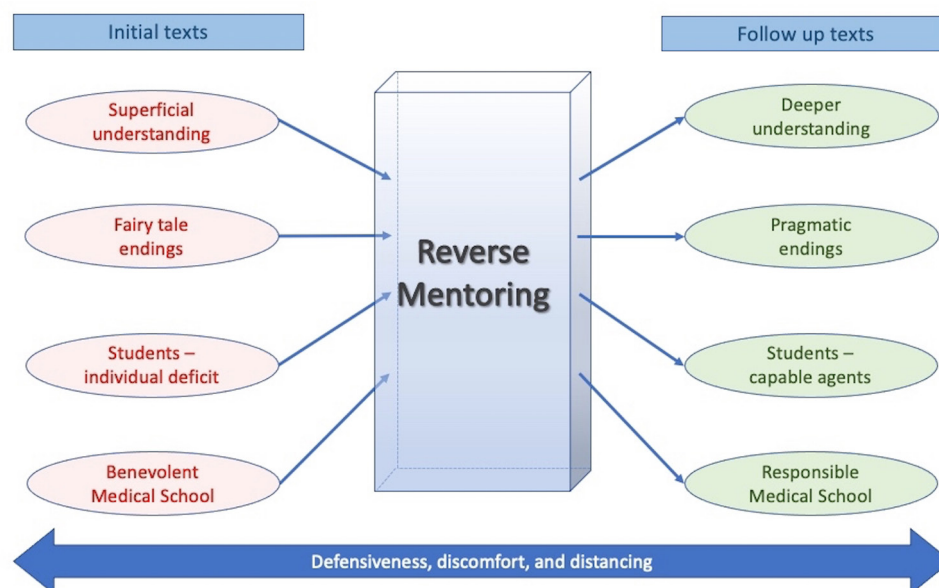 Initial texts
Follow up texts
Superficial
understanding
Fairy tale
endings
Students –
individual deficit
Benevolent
Medical School
Reverse
Mentoring
Deeper
understanding
Pragmatic
endings
Students –
capable agents
Responsible
Medical School
Defensiveness, discomfort, and distancing